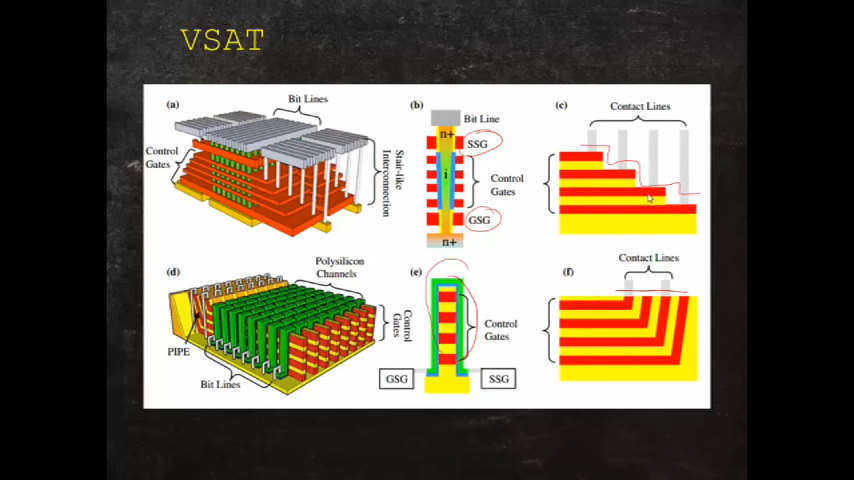 VSAT
(a)
Bit Lines
Control
Gates
Stair-like
Interconnection
(b)
Bit Line
n+
SSG
i
Control
Gates
GSG
n+
(c)
Contact Lines
(d)
Polysilicon
Channels
Control
Gates
PIPE
Bit Lines
(e)
Control
Gates
GSG
SSG
(f)
Contact Lines